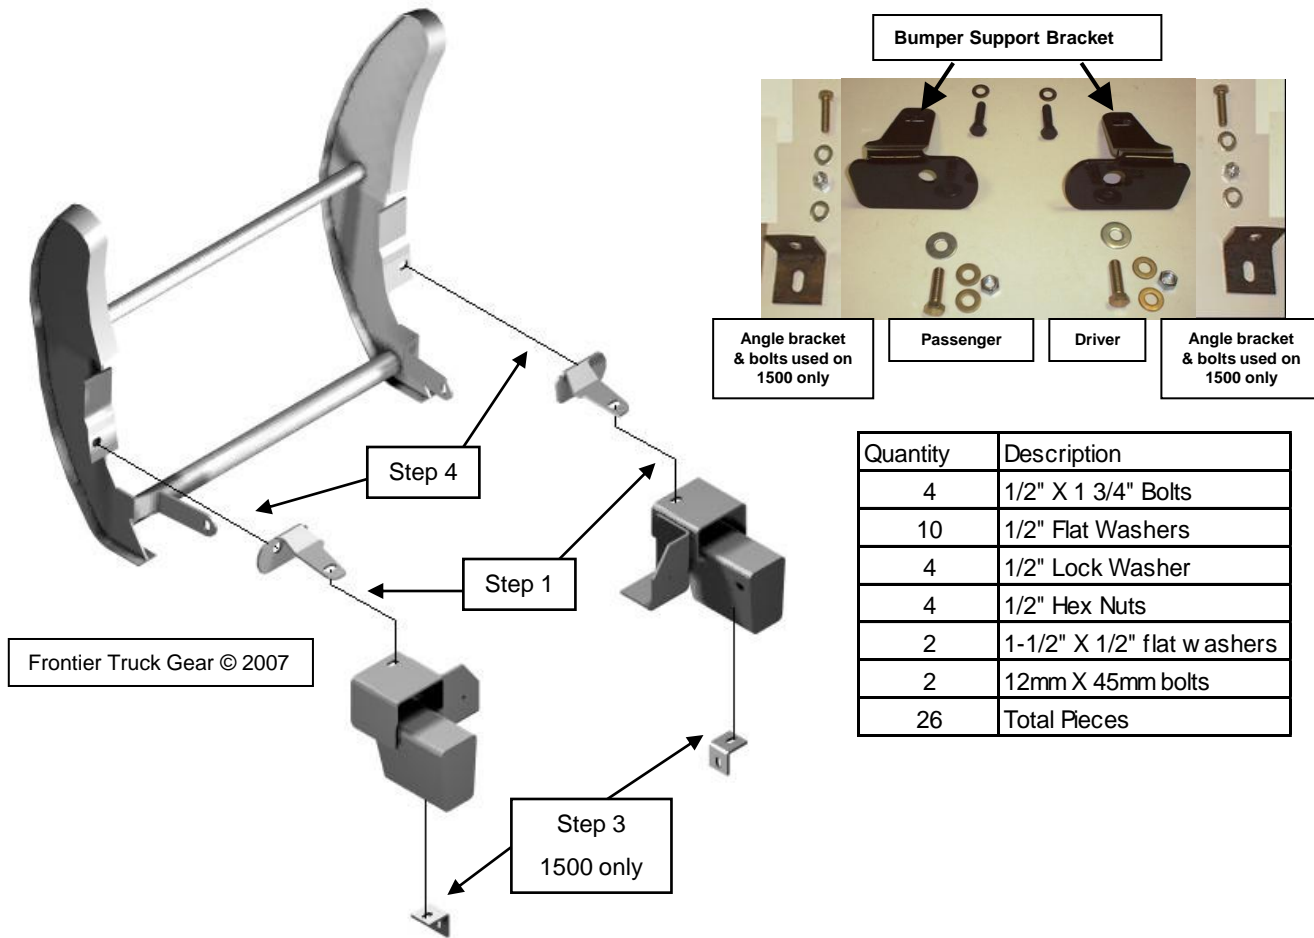 Bumper Support Bracket
Angle bracket
& bolts used on
1500 only
Passenger
Driver
Angle bracket
& bolts used on
1500 only
Step 4
Step 1
Frontier Truck Gear © 2007
Step 3
1500 only
Quantity Description
4 1/2" X 1 3/4" Bolts
10 1/2" Flat Washers
4 1/2" Lock Washer
4 1/2" Hex Nuts
2 1-1/2" X 1/2" flat washers
2 12mm X 45mm bolts
26 Total Pieces